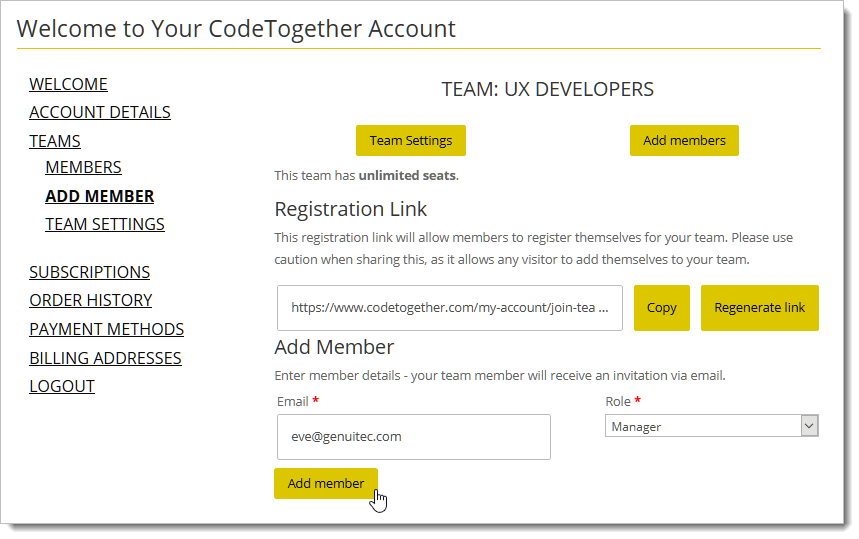 Welcome to Your CodeTogether Account
WELCOME
ACCOUNT DETAILS
TEAMS
MEMBERS
ADD MEMBER
TEAM SETTINGS
SUBSCRIPTIONS
ORDER HISTORY
PAYMENT METHODS
BILLING ADDRESSES
LOGOUT
TEAM: UX DEVELOPERS
Team Settings
Add members
This team has unlimited seats.
Registration Link
This registration link will allow members to register themselves for your team. Please use
caution when sharing this, as it allows any visitor to add themselves to your team.
https://www.codetogether.com/my-account/join-tea ...
Copy
Regenerate link
Add Member
Enter member details - your team member will receive an invitation via email.
Email *
Role *
eve@genuitec.com
Manager
Add member